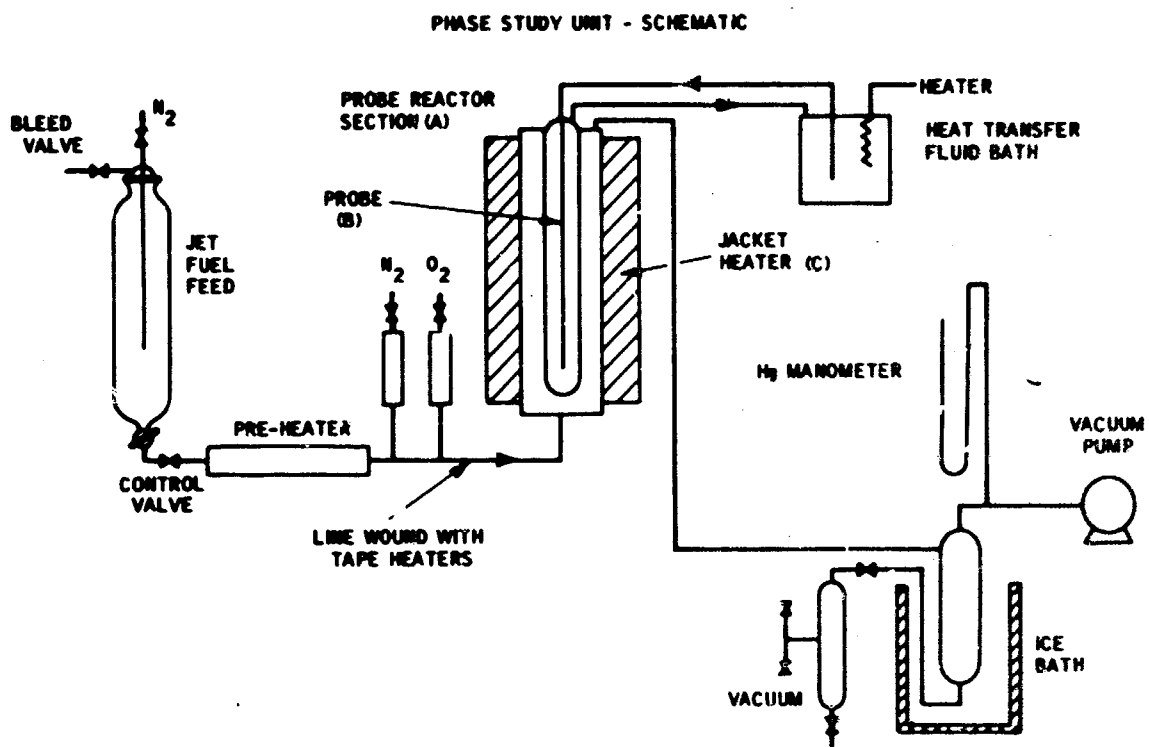 PHASE STUDY UNIT - SCHEMATIC
N2
BLEED
VALVE
PROBE REACTOR
SECTION (A)
HEATER
HEAT TRANSFER
FLUID BATH
PROBE
(B)
JET
FUEL
FEED
N2 O2
JACKET
HEATER (C)
Hg MANOMETER
PRE-HEATER
VACUUM
PUMP
CONTROL
VALVE
LINE WOUND WITH
TAPE HEATERS
ICE
BATH
VACUUM